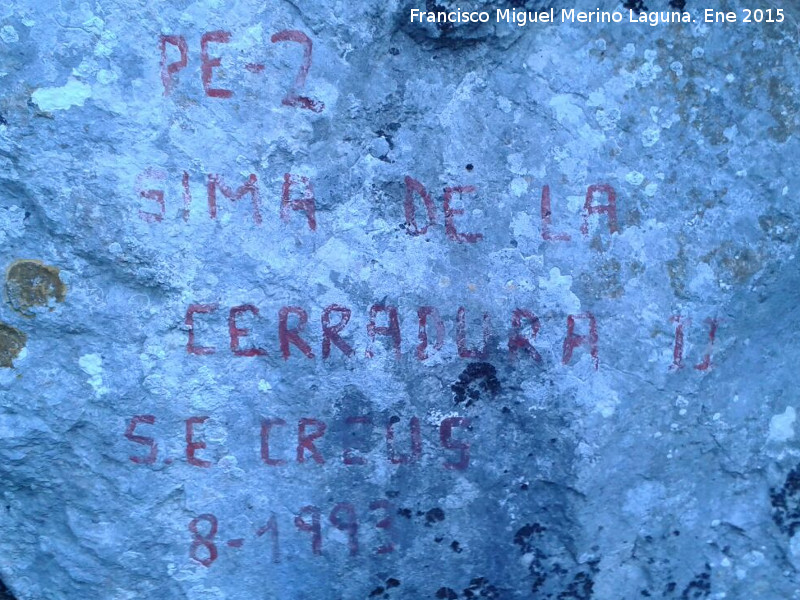 Francisco Miguel Merino Laguna. Ene 2015
PE-2
SIMA DE LA
CERRADURA II
S.E CREUS
8-1993